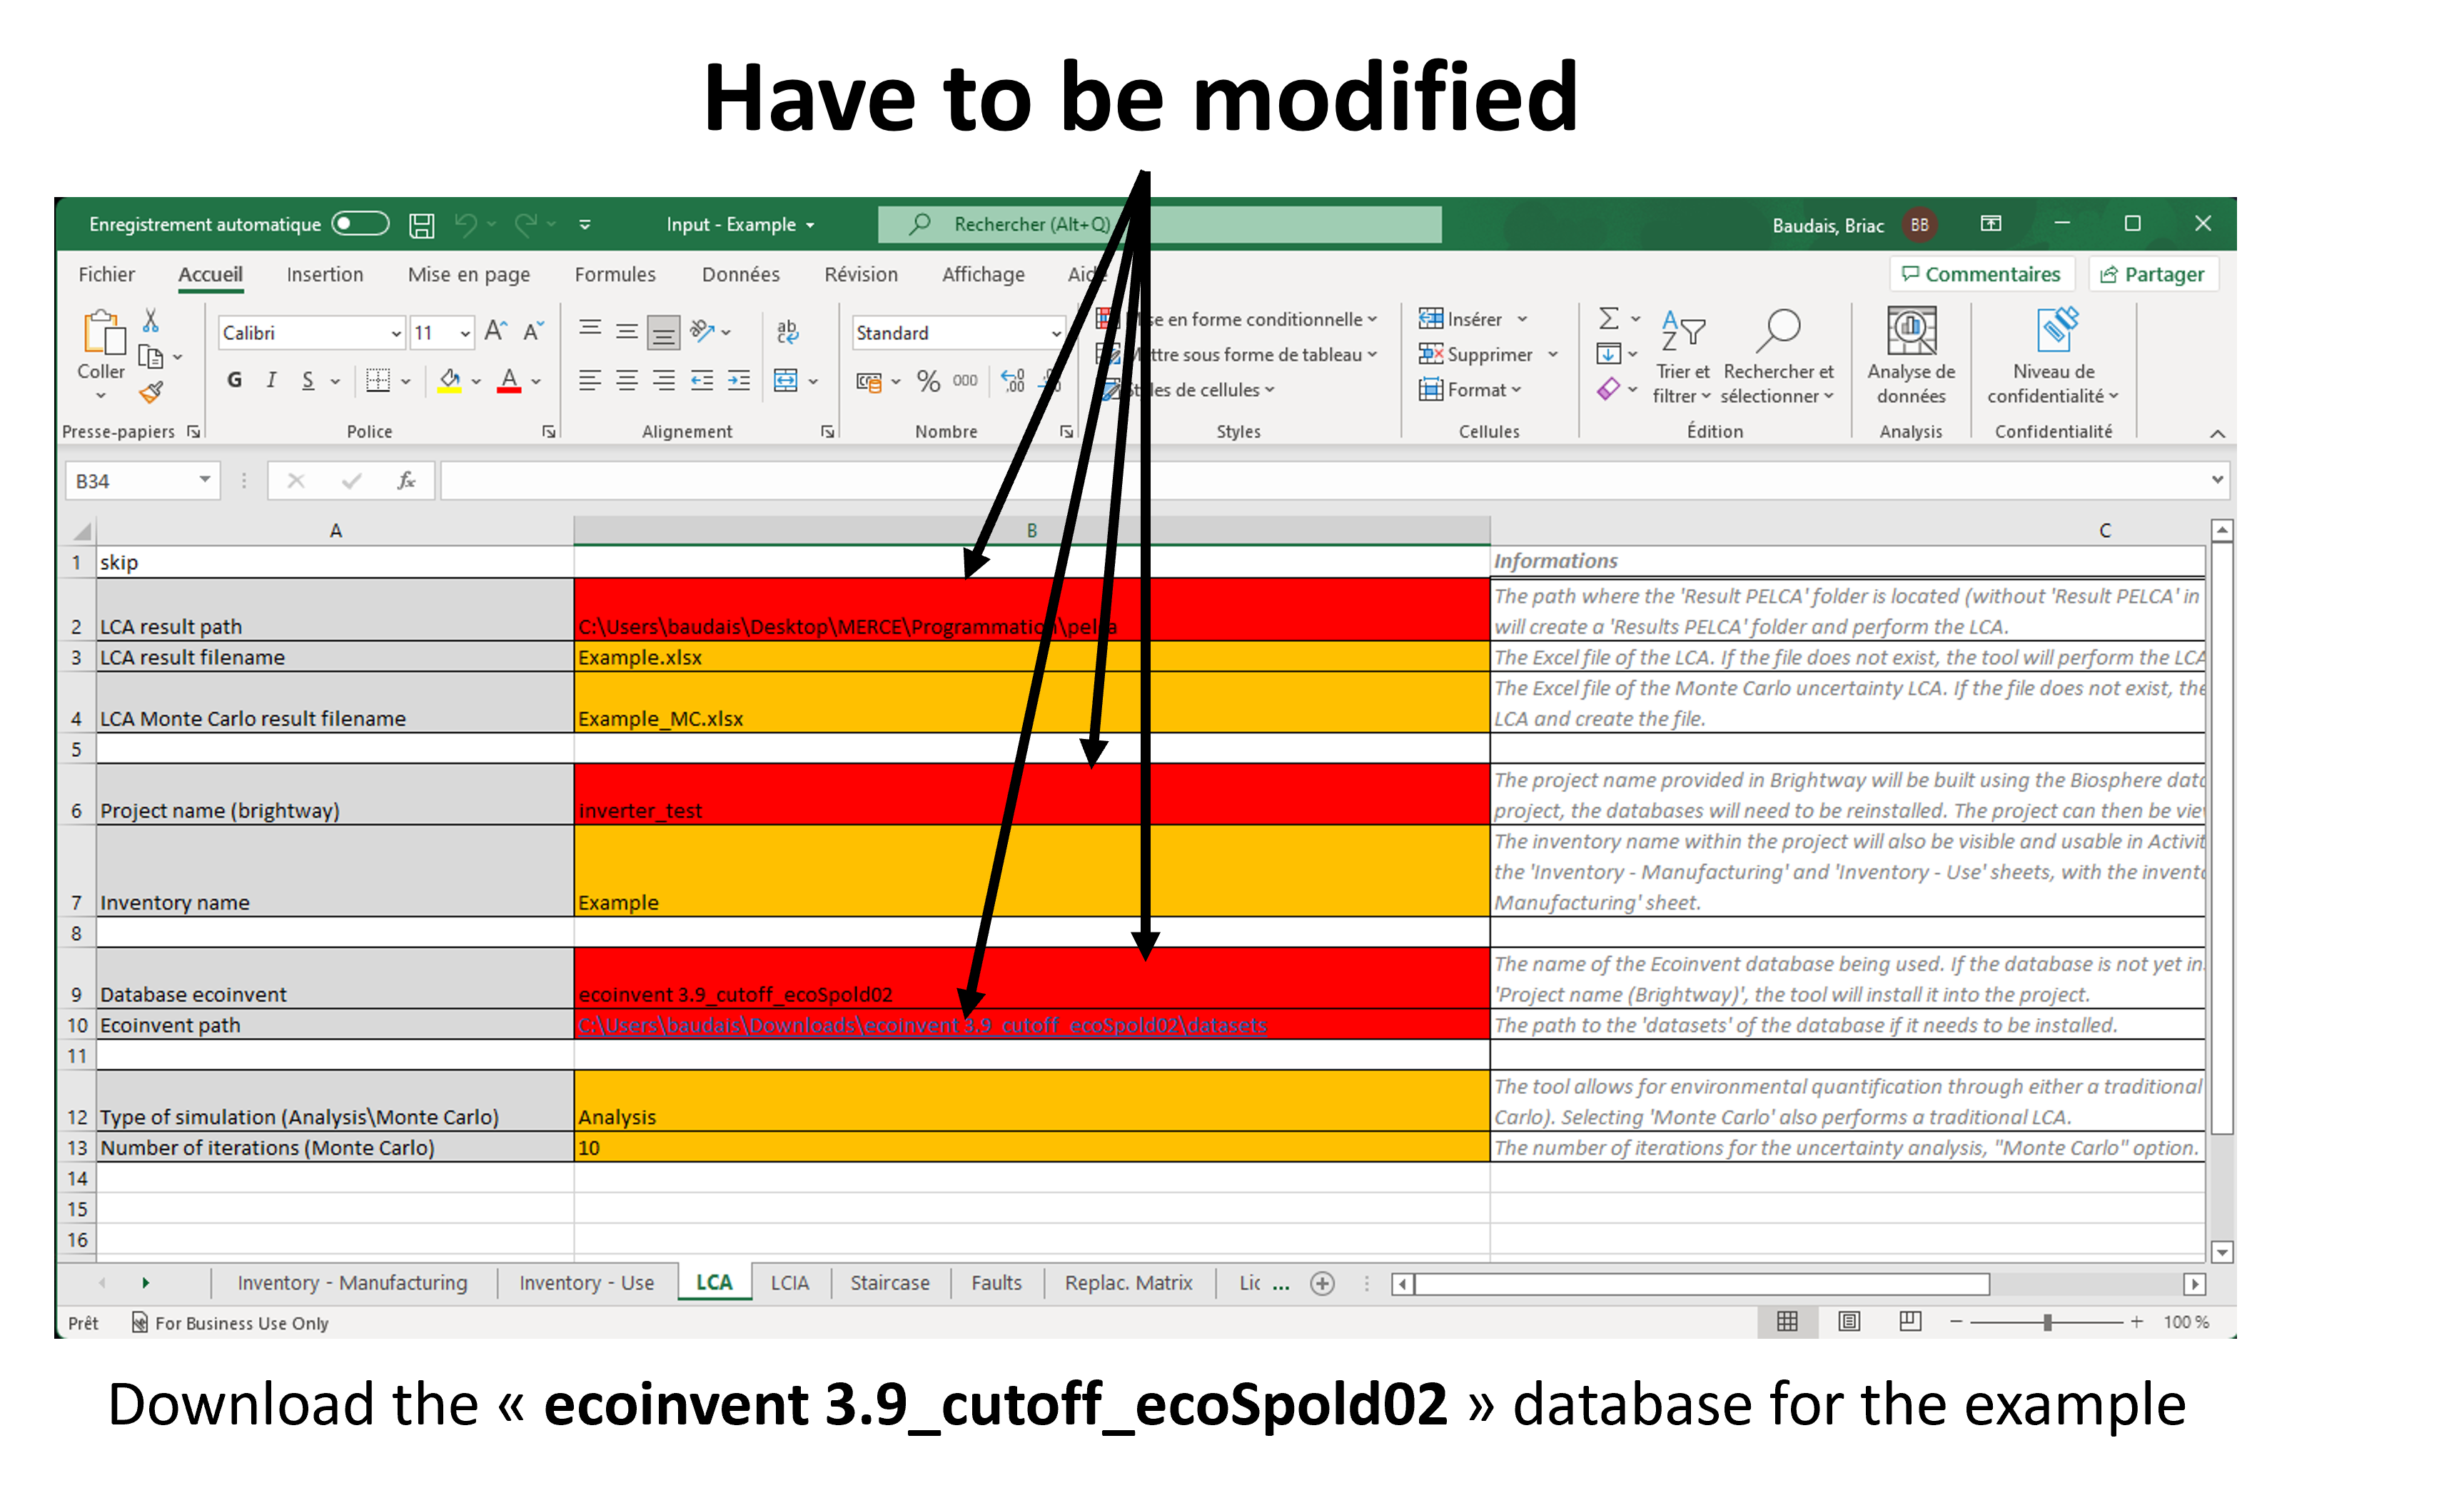 Have to be modified
Enregistrement automatique
Input - Example
Rechercher (Alt+Q)
Baudais, Briac
BB
Fichier
Accueil
Insertion
Mise en page
Formules
Données
Révision
Affichage
Aide
Commentaires
Partager
Coller
Calibri
11
G I S
Standard
% 000
Mise en forme conditionnelle
Mettre sous forme de tableau
Styles de cellules
Insérer
Supprimer
Format
Trier et
filtrer
Rechercher et
sélectionner
Analyse de
données
Niveau de
confidentialité
Presse-papiers
Police
Alignement
Nombre
Styles
Cellules
Édition
Analysis
Confidentialité
B34
fx
A B C
1 skip Informations
The path where the 'Result PELCA' folder is located (without 'Result PELCA' in
2 LCA result path C:\Users\baudais\Desktop\MERCE\Programmation\pelca will create a 'Results PELCA' folder and perform the LCA.
3 LCA result filename Example.xlsx The Excel file of the LCA. If the file does not exist, the tool will perform the LCA
The Excel file of the Monte Carlo uncertainty LCA. If the file does not exist, the
4 LCA Monte Carlo result filename Example_MC.xlsx LCA and create the file.
5
The project name provided in Brightway will be built using the Biosphere data
6 Project name (brightway) inverter_test project, the databases will need to be reinstalled. The project can then be view
The inventory name within the project will also be visible and usable in Activit
the 'Inventory - Manufacturing' and 'Inventory - Use' sheets, with the invento
7 Inventory name Example Manufacturing' sheet.
8
The name of the Ecoinvent database being used. If the database is not yet in
9 Database ecoinvent ecoinvent 3.9_cutoff_ecoSpold02 'Project name (Brightway)', the tool will install it into the project.
10 Ecoinvent path C:\Users\baudais\Downloads\ecoinvent 3.9_cutoff_ecoSpold02\datasets The path to the 'datasets' of the database if it needs to be installed.
11
The tool allows for environmental quantification through either a traditional
12 Type of simulation (Analysis\Monte Carlo) Analysis Carlo). Selecting 'Monte Carlo' also performs a traditional LCA.
13 Number of iterations (Monte Carlo) 10 The number of iterations for the uncertainty analysis, "Monte Carlo" option.
14
15
16
Inventory - Manufacturing
Inventory - Use
LCA
LCIA
Staircase
Faults
Replac. Matrix
Lic ...
Prêt
For Business Use Only
100 %
Download the « ecoinvent 3.9_cutoff_ecoSpold02 » database for the example